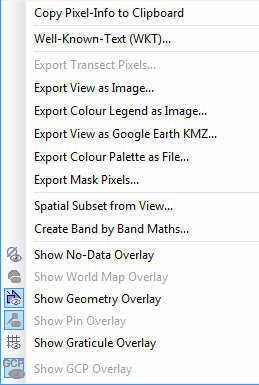 Copy Pixel-Info to Clipboard
Well-Known-Text (WKT)...
Export Transect Pixels...
Export View as Image...
Export Colour Legend as Image...
Export View as Google Earth KMZ...
Export Colour Palette as File...
Export Mask Pixels...
Spatial Subset from View...
Create Band by Band Maths...
Show No-Data Overlay
Show World Map Overlay
Show Geometry Overlay
Show Pin Overlay
Show Graticule Overlay
GCP Show GCP Overlay